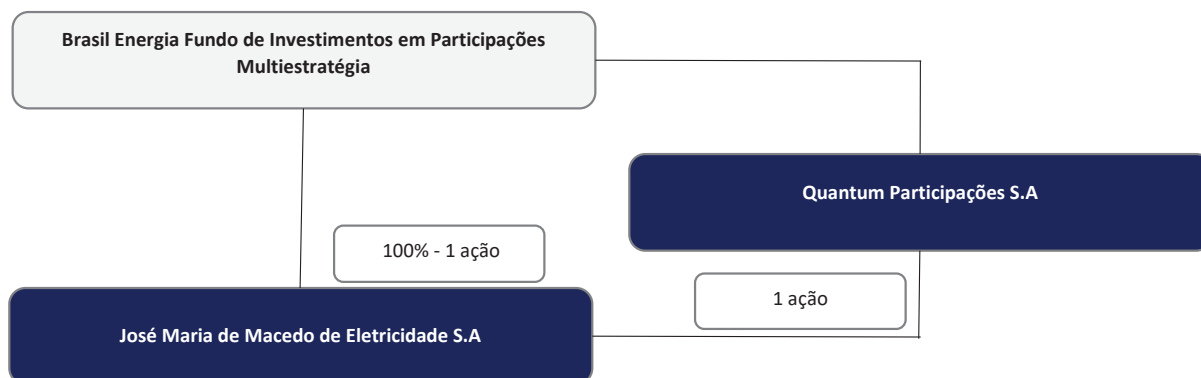 Brasil Energia Fundo de Investimentos em Participações
Multiestratégia
Quantum Participações S.A
100% - 1 ação
1 ação
José Maria de Macedo de Eletricidade S.A